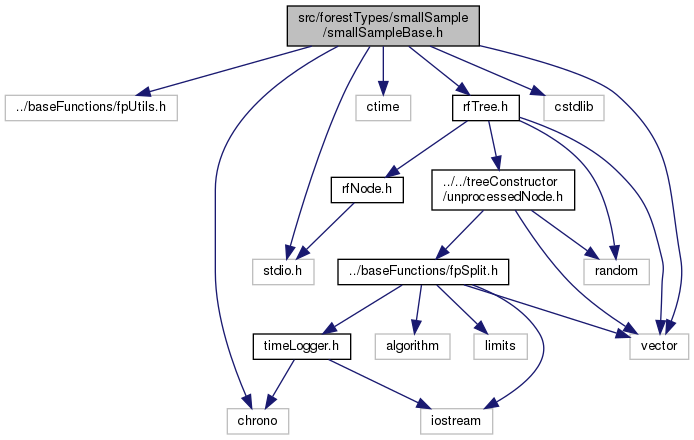 src/forestTypes/smallSample
/smallSampleBase.h
../baseFunctions/fpUtils.h
ctime
rfTree.h
cstdlib
rfNode.h
../../treeConstructor
/unprocessedNode.h
stdio.h
../baseFunctions/fpSplit.h
random
timeLogger.h
algorithm
limits
vector
chrono
iostream